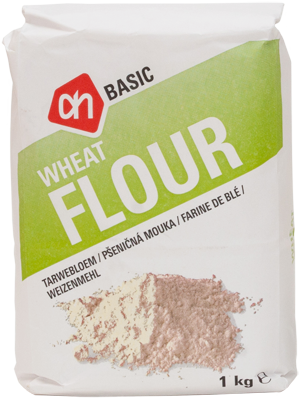 ah BASIC
WHEAT
FLOUR
TARWEBLOEM / PŠENIČNÁ MOUKA / FARINE DE BLÉ /
WEIZENMEHL
1 kg ℮